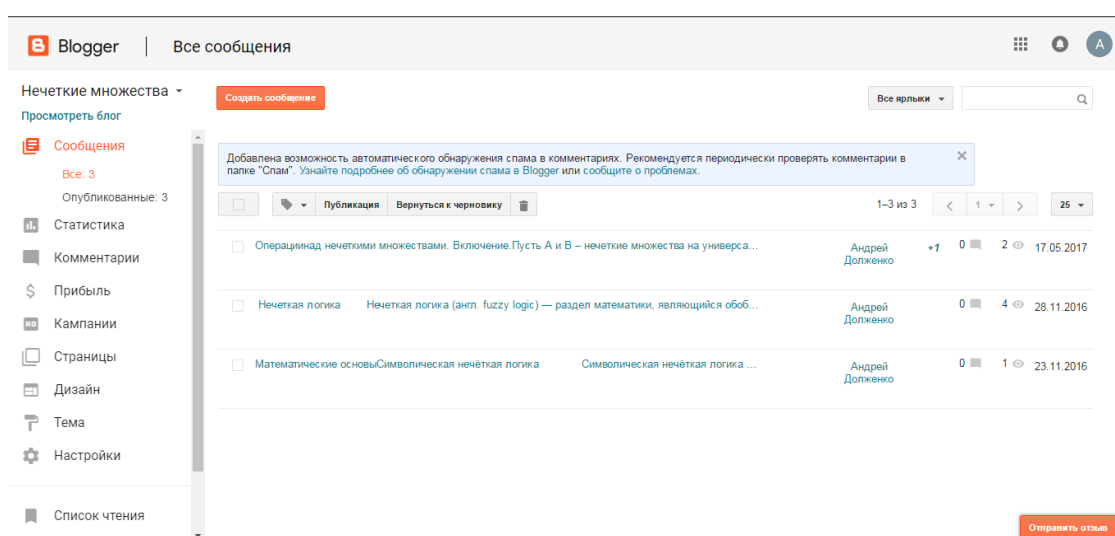 Blogger | Все сообщения
А
Нечеткие множества
Просмотреть блог
Создать сообщение
Все ярлыки
Сообщения
Все: 3
Опубликованные: 3
Статистика
Комментарии
Прибыль
Кампании
Страницы
Дизайн
Тема
Настройки
Список чтения
Добавлена возможность автоматического обнаружения спама в комментариях. Рекомендуется периодически проверять комментарии в
папке "Спам". Узнайте подробнее об обнаружении спама в Blogger или сообщите о проблемах.
Публикация Вернуться к черновику 1–3 из 3 1 25
Операциинад нечеткими множествами. Включение.Пусть А и В – нечеткие множества на универса... Андрей +1 0 2 17.05.2017
Долженко
Нечеткая логика Нечеткая логика (англ. fuzzy logic) — раздел математики, являющийся обоб... Андрей 0 4 28.11.2016
Долженко
Математические основыСимволическая нечёткая логика Символическая нечёткая логика ... Андрей 0 1 23.11.2016
Долженко
Отправить отзыв